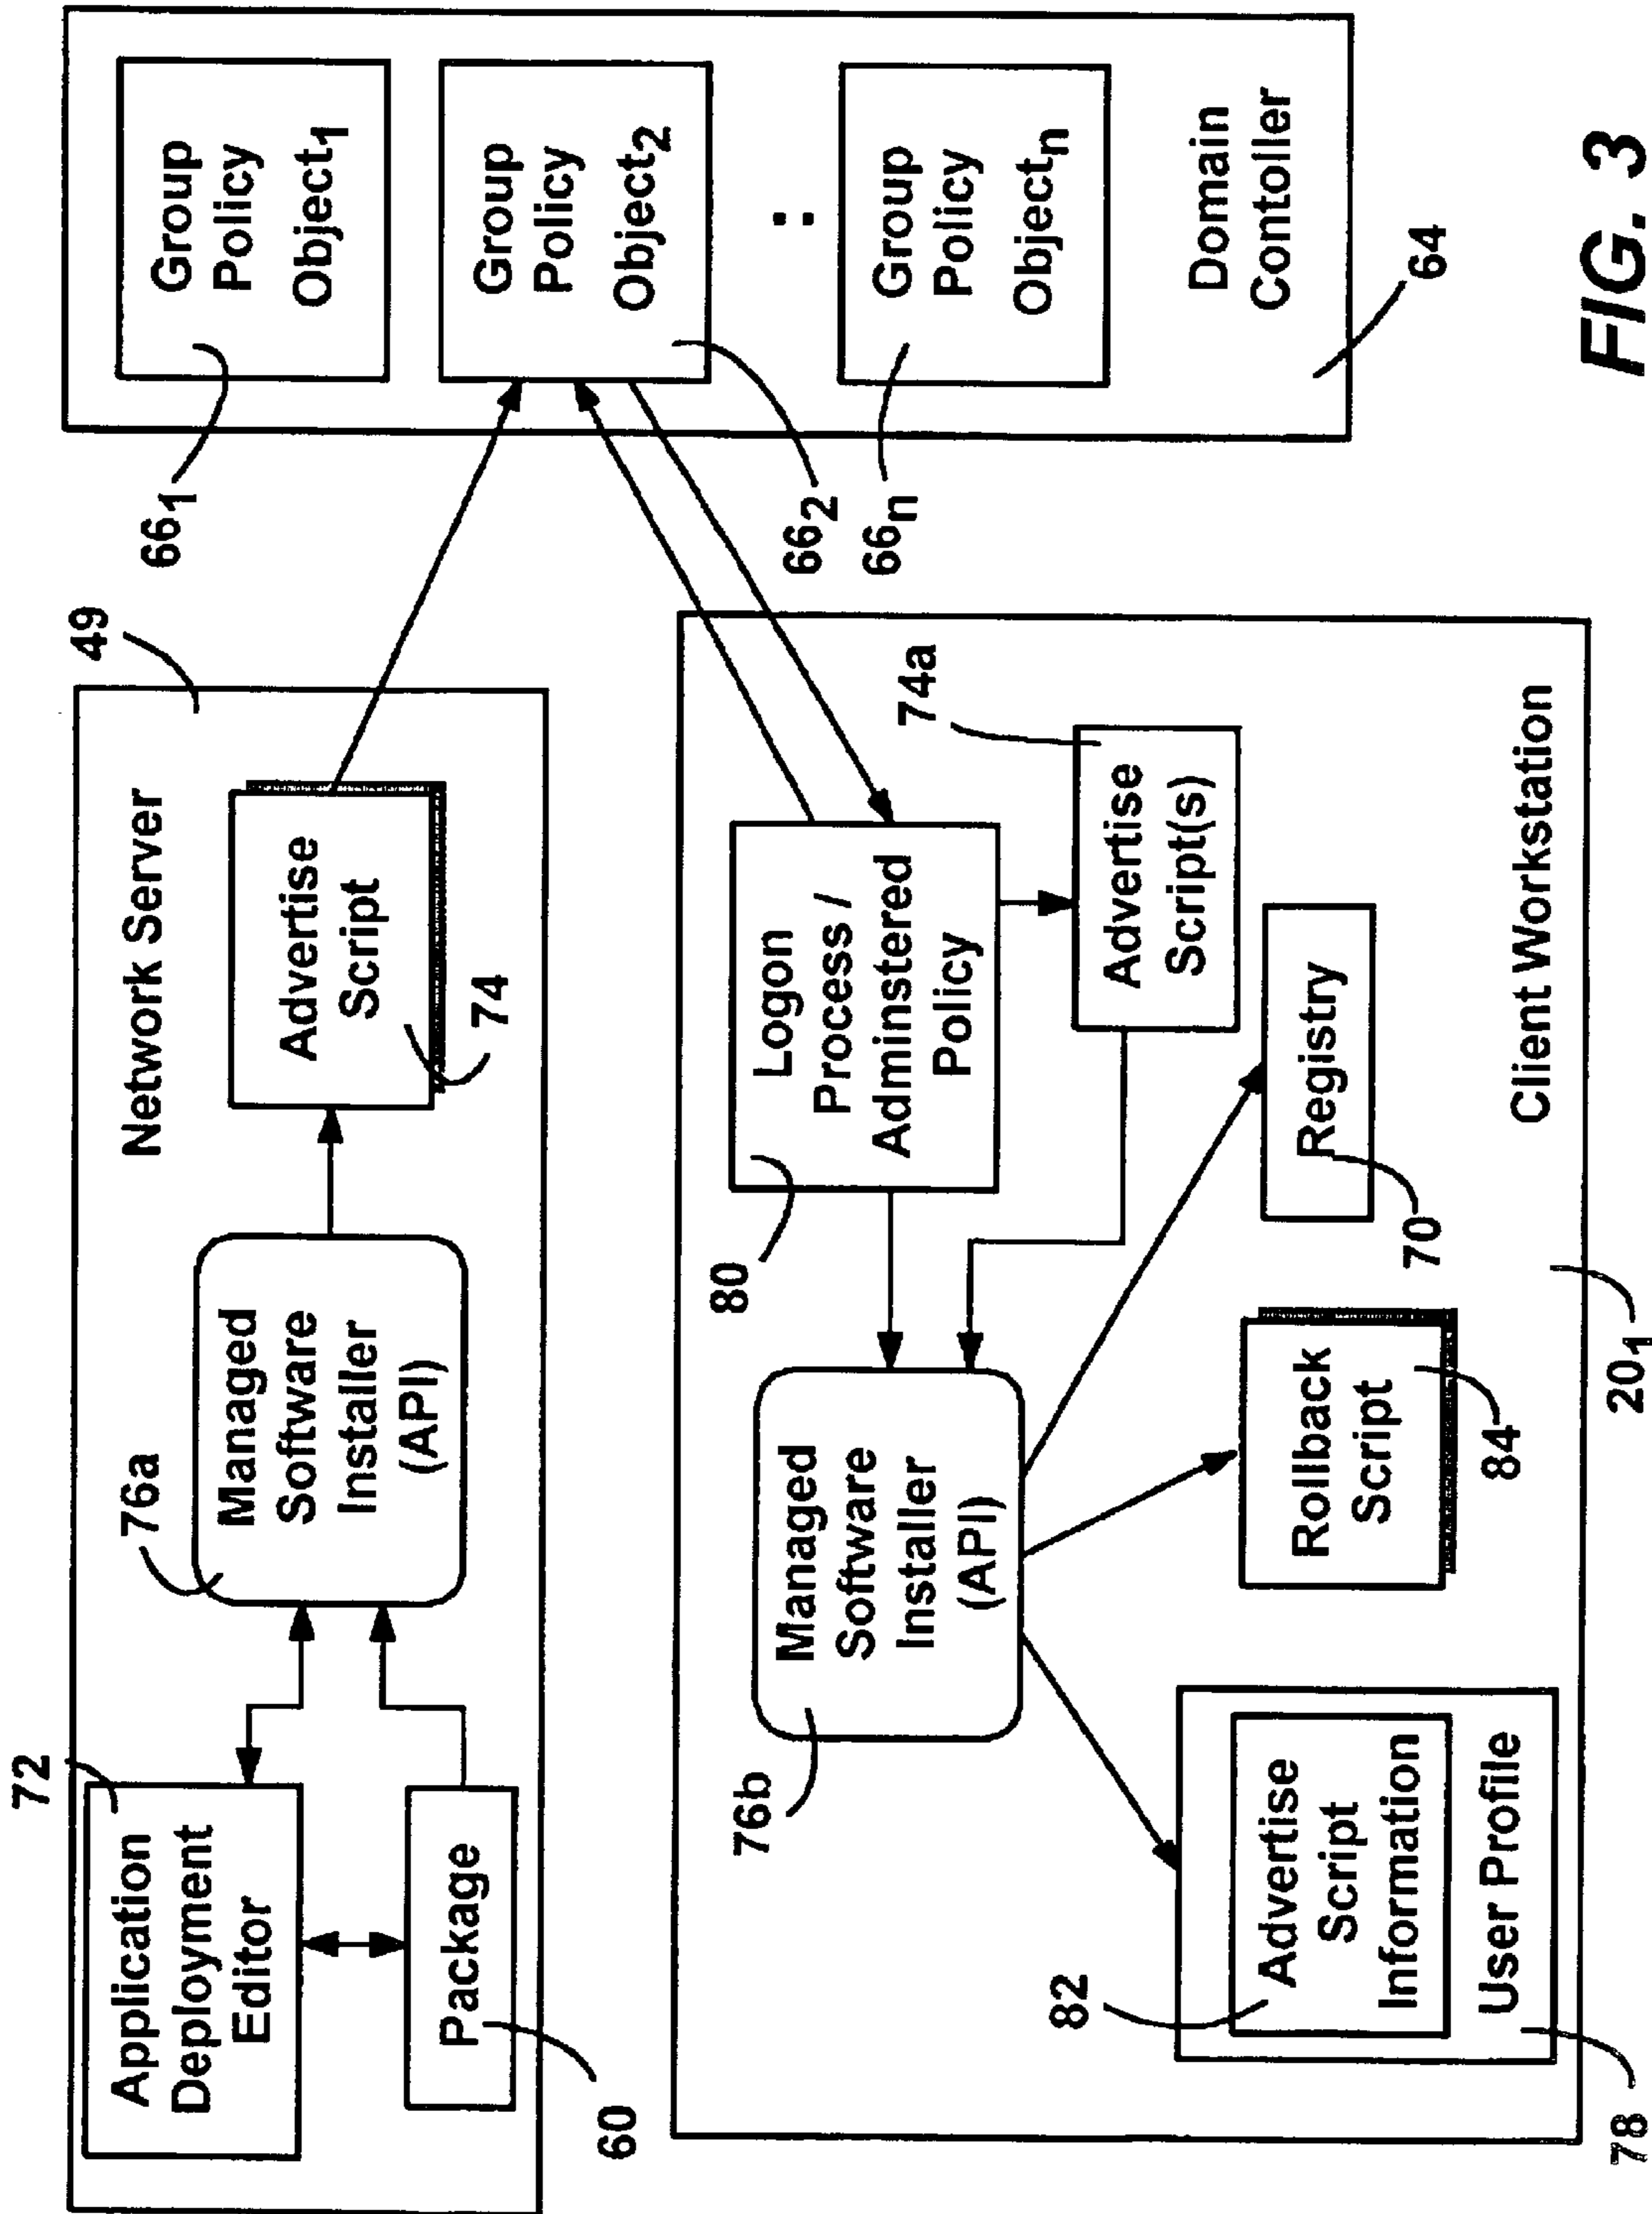 72
Application
Deployment
Editor
Package
60
76a
Managed
Software
Installer
(API)
Network Server
49
Advertise
Script
74
66₁
Group
Policy
Object₁
Group
Policy
Object₂
66₂
:
66ₙ
Group
Policy
Objectₙ
Domain
Contoller
64
76b
Managed
Software
Installer
(API)
80
Logon
Process /
Adminstered
Policy
74a
Advertise
Script(s)
82
Advertise
Script
Information
User Profile
78
Rollback
Script
84
Registry
70
Client Workstation
20₁
FIG. 3